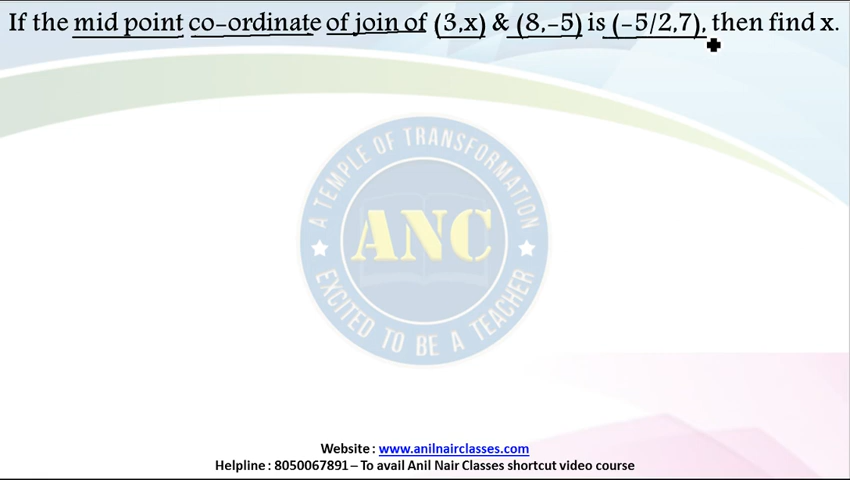 If the mid point co-ordinate of join of (3,x) & (8,-5) is (-5/2,7), then find x.
A TEMPLE OF TRANSFORMATION
ANC
EXCITED TO BE A TEACHER
Website : www.anilnairclasses.com
Helpline : 8050067891 – To avail Anil Nair Classes shortcut video course